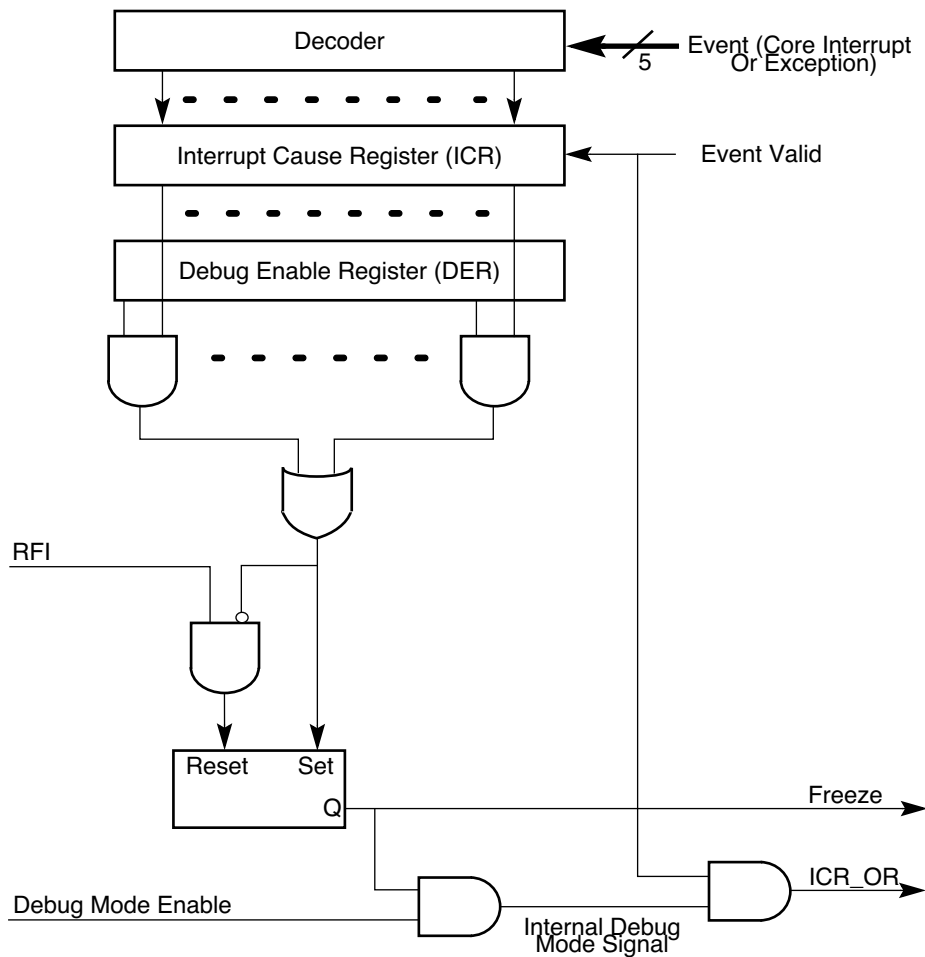 Decoder
Event (Core Interrupt
Or Exception)
5
Interrupt Cause Register (ICR)
Event Valid
Debug Enable Register (DER)
RFI
Reset
Set
Q
Freeze
ICR_OR
Debug Mode Enable
Internal Debug
Mode Signal